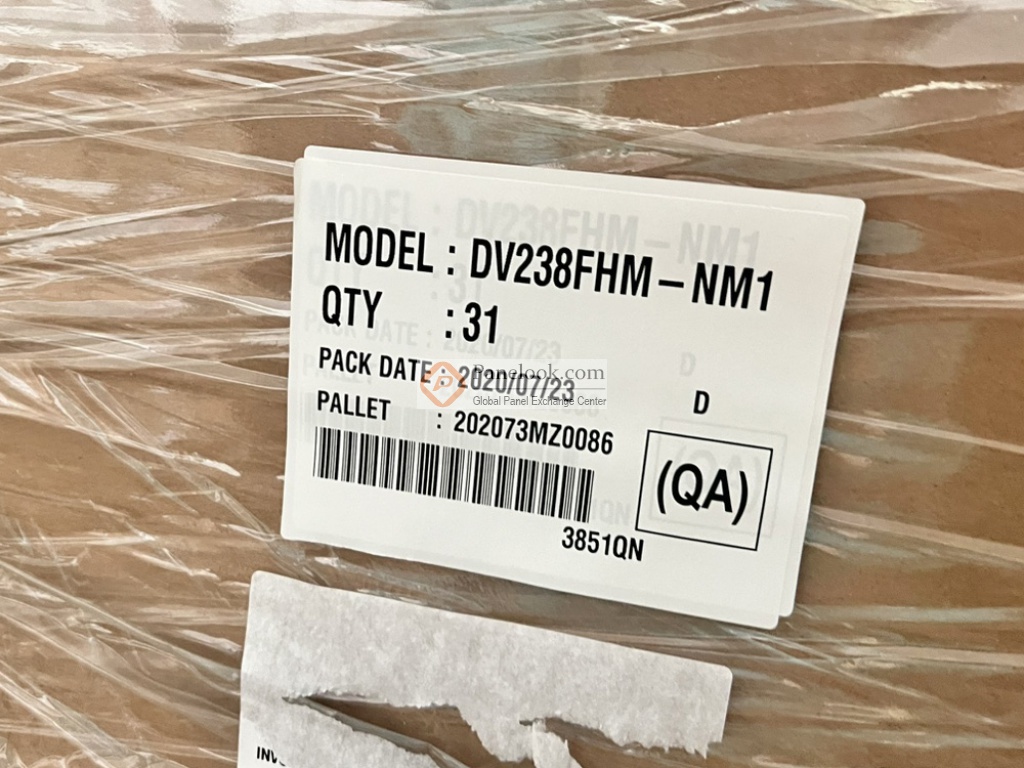 MODEL : DV238FHM-NM1
QTY : 31
PACK DATE : 2020/07/23
PALLET : 202073MZ0086
D
(QA)
3851QN
Panelook.com
Global Panel Exchange Center